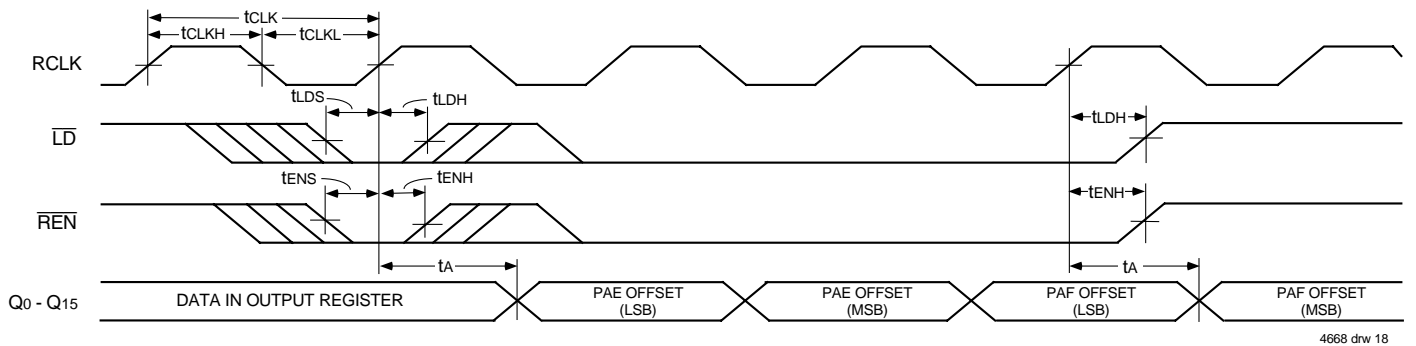 tCLK
tCLKH
tCLKL
RCLK
tLDS
tLDH
tLDH
LD
tENS
tENH
tENH
REN
tA
tA
Q0 - Q15
DATA IN OUTPUT REGISTER
PAE OFFSET
(LSB)
PAE OFFSET
(MSB)
PAF OFFSET
(LSB)
PAF OFFSET
(MSB)
4668 drw 18